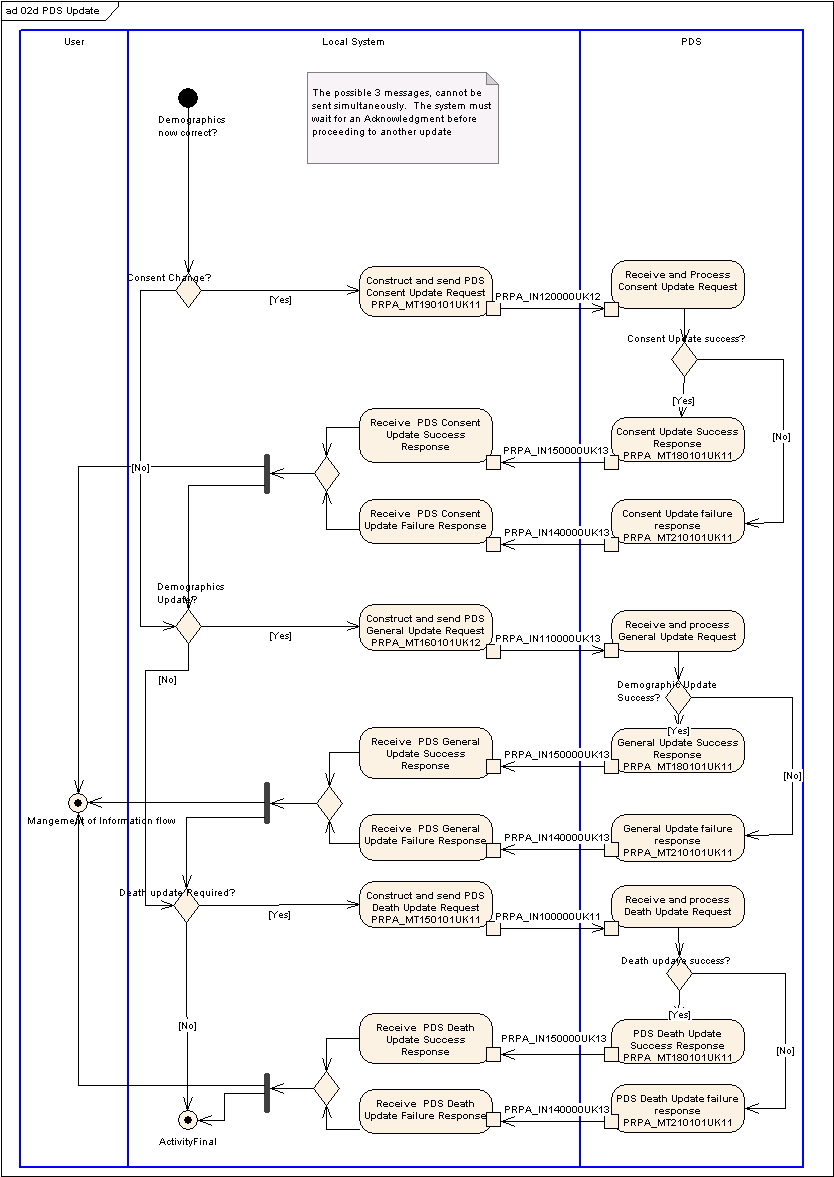 ad 02d PDS Update
User
Local System
PDS
The possible 3 messages, cannot be
sent simultaneously. The system must
wait for an Acknowledgment before
proceeding to another update
Demographics
now correct?
Consent Change?
[Yes]
Construct and send PDS
Consent Update Request
PRPA_MT190101UK11
PRPA_IN120000UK12
Receive and Process
Consent Update Request
Consent Update success?
[Yes]
[No]
Receive PDS Consent
Update Success
Response
PRPA_IN150000UK13
Consent Update Success
Response
PRPA_MT180101UK11
[No]
Receive PDS Consent
Update Failure Response
PRPA_IN140000UK13
Consent Update failure
response
PRPA_MT210101UK11
Demographics
Update?
[Yes]
[No]
Construct and send PDS
General Update Request
PRPA_MT160101UK12
PRPA_IN110000UK13
Receive and process
General Update Request
Demographic Update
Success?
[Yes]
[No]
Receive PDS General
Update Success
Response
PRPA_IN150000UK13
General Update Success
Response
PRPA_MT180101UK11
Mangement of Information flow
Receive PDS General
Update Failure Response
PRPA_IN140000UK13
General Update failure
response
PRPA_MT210101UK11
Death update Required?
[Yes]
Construct and send PDS
Death Update Request
PRPA_MT150101UK11
PRPA_IN100000UK11
Receive and process
Death Update Request
Death update success?
[Yes]
[No]
[No]
Receive PDS Death
Update Success
Response
PRPA_IN150000UK13
PDS Death Update
Success Response
PRPA_MT180101UK11
Receive PDS Death
Update Failure Response
PRPA_IN140000UK13
PDS Death Update failure
response
PRPA_MT210101UK11
ActivityFinal